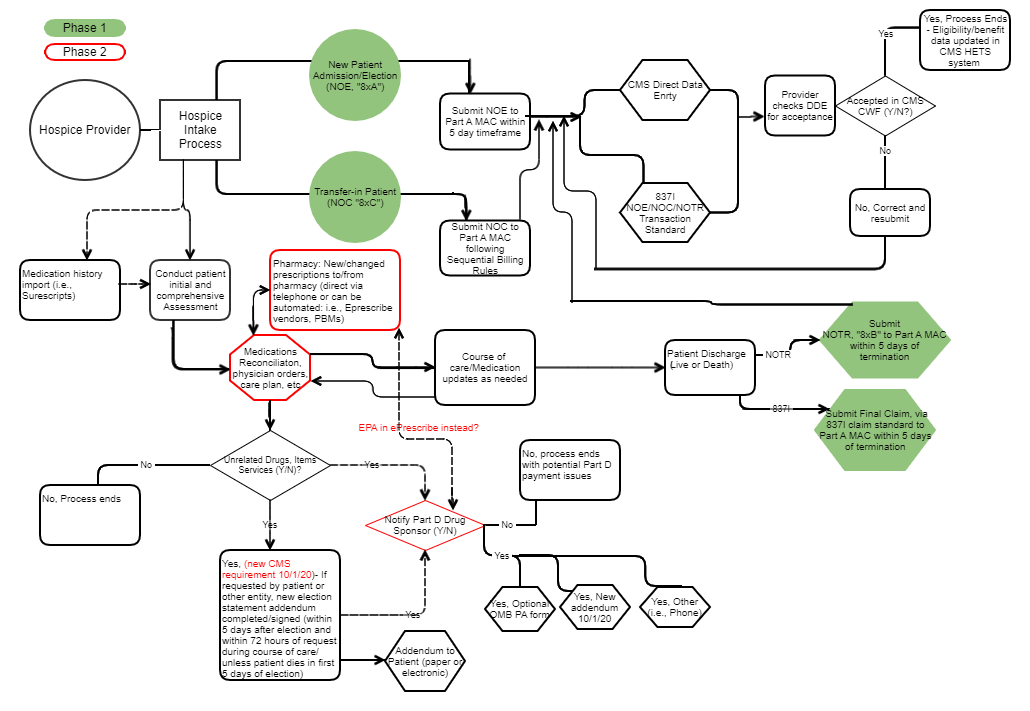 Phase 1
Phase 2
Hospice Provider
Hospice
Intake
Process
New Patient
Admission/Election
(NOE, "8xA")
Transfer-in Patient
(NOC "8xC")
Submit NOE to
Part A MAC within
5 day timeframe
Submit NOC to
Part A MAC
following
Sequential Billing
Rules
CMS Direct Data
Enrty
837I
NOE/NOC/NOTR
Transaction
Standard
Provider
checks DDE
for acceptance
Accepted in CMS
CWF (Y/N?)
Yes
Yes, Process Ends
- Eligibility/benefit
data updated in
CMS HETS
system
No
No, Correct and
resubmit
Medication history
import (i.e.,
Surescripts)
Conduct patient
initial and
comprehensive
Assessment
Pharmacy: New/changed
prescriptions to/from
pharmacy (direct via
telephone or can be
automated: i.e., Eprescribe
vendors, PBMs)
Medications
Reconciliaton,
physician orders,
care plan, etc
Course of
care/Medication
updates as needed
Patient Discharge
(Live or Death)
NOTR
Submit
NOTR, "8xB" to Part A MAC
within 5 days of
termination
837I
Submit Final Claim, via
837I claim standard to
Part A MAC within 5 days
of termination
EPA in ePrescribe instead?
Unrelated Drugs, Items
Services (Y/N)?
No
No, Process ends
Yes
Yes
Notify Part D Drug
Sponsor (Y/N)
No
No, process ends
with potential Part D
payment issues
Yes
Yes, Optional
OMB PA form
Yes, New
addendum
10/1/20
Yes, Other
(i.e., Phone)
Yes, (new CMS
requirement 10/1/20)- If
requested by patient or
other entity, new election
statement addendum
completed/signed (within
5 days after election and
within 72 hours of request
during course of care/
unless patient dies in first
5 days of election)
Yes
Addendum to
Patient (paper or
electronic)